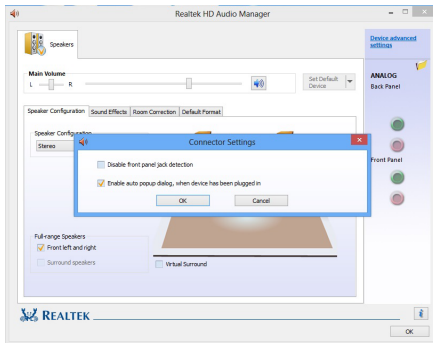 Realtek HD Audio Manager
Speakers
Device advanced
settings
Main Volume
L
R
Set Default
Device
ANALOG
Back Panel
Speaker Configuration
Sound Effects
Room Correction
Default Format
Speaker Configuration
Stereo
Connector Settings
Disable front panel jack detection
Enable auto popup dialog, when device has been plugged in
OK
Cancel
Front Panel
Full-range Speakers
Front left and right
Surround speakers
Virtual Surround
REALTEK
i
OK